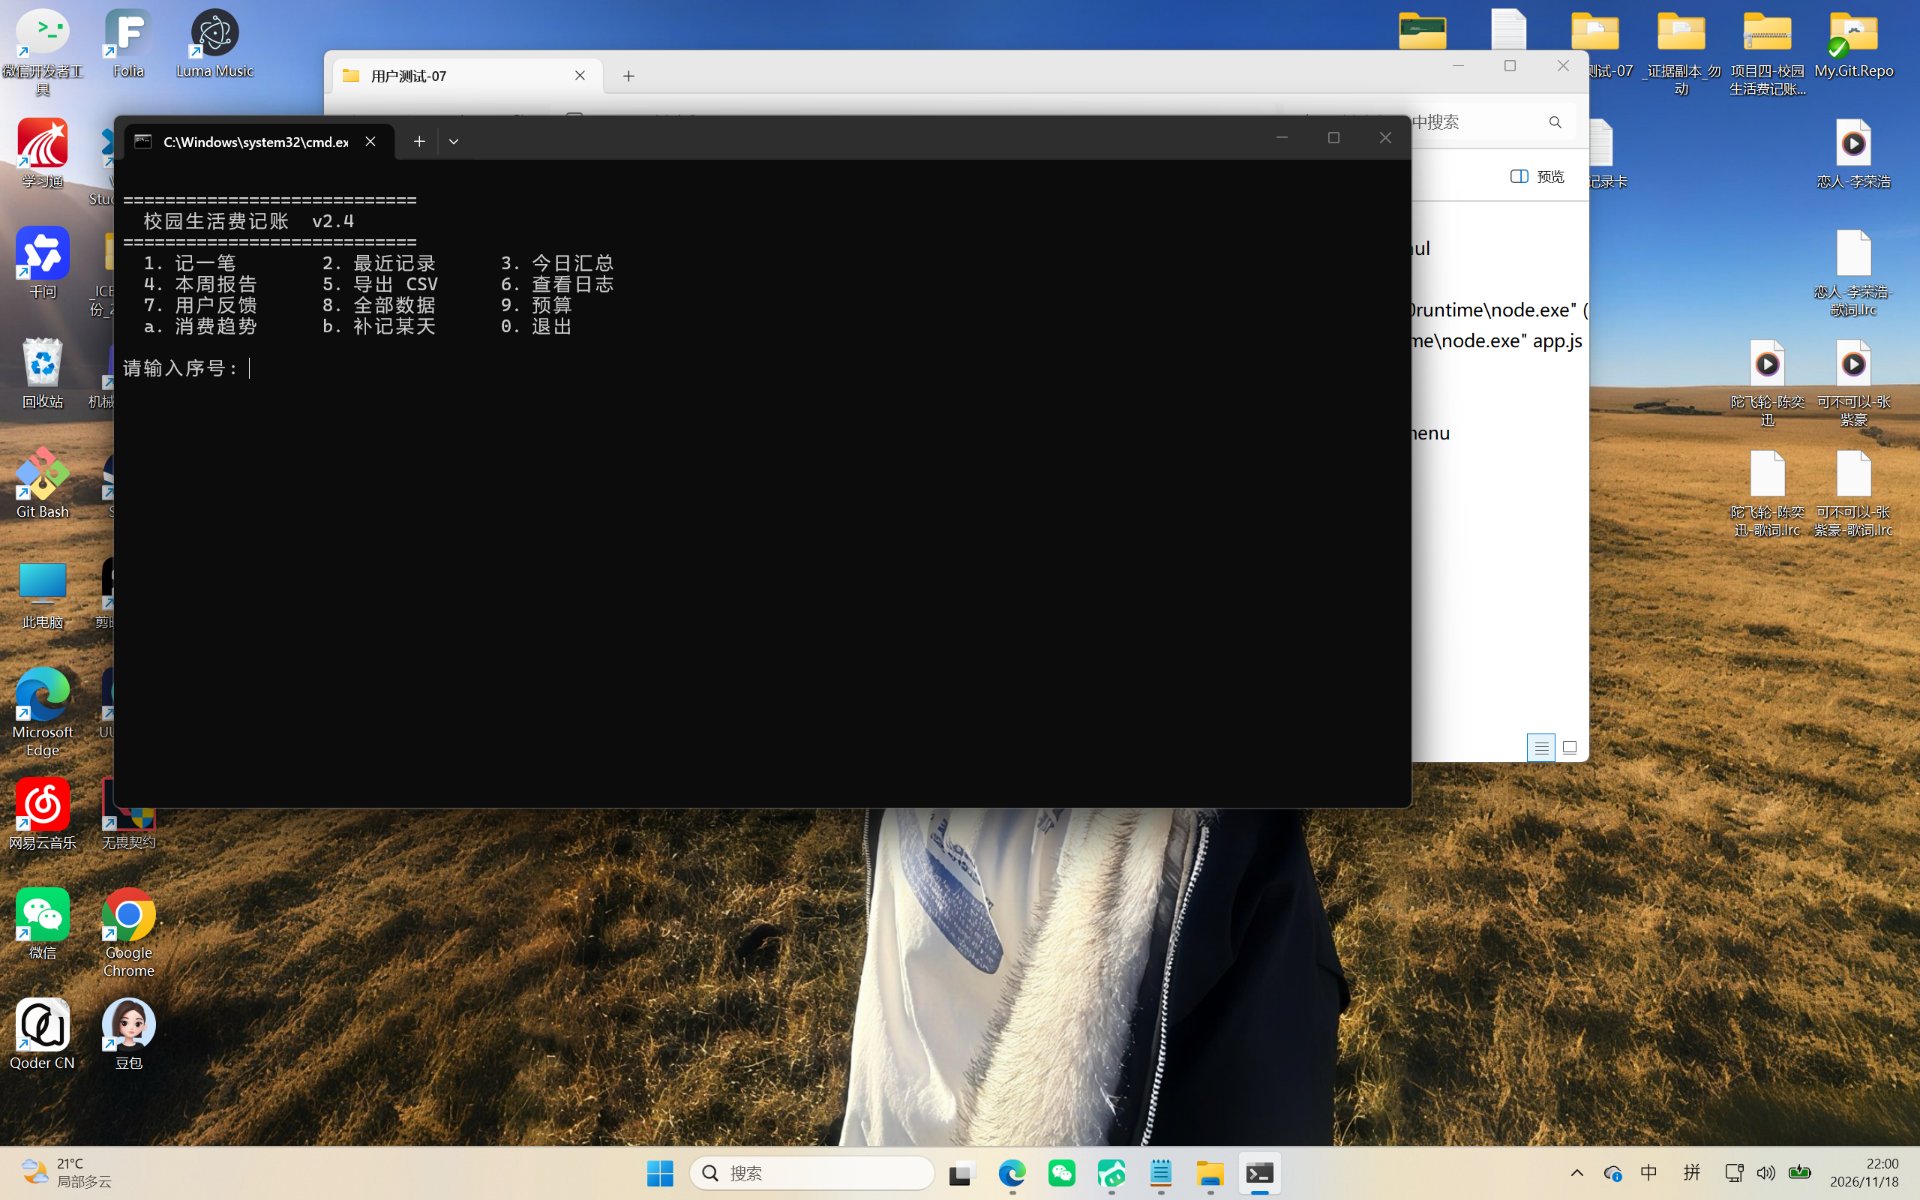 微信开发者工
具
Folia
Luma Music
学习通
Stu
千问
回收站
Git Bash
此电脑
Microsoft
Edge
网易云音乐
无畏契约
微信
Google
Chrome
Qoder CN
豆包
用户测试-07
中搜索
预览
runtime\node.exe" (
me\node.exe" app.js
enu
C:\Windows\system32\cmd.ex
============================
校园生活费记账 v2.4
============================
1. 记一笔 2. 最近记录 3. 今日汇总
4. 本周报告 5. 导出 CSV 6. 查看日志
7. 用户反馈 8. 全部数据 9. 预算
a. 消费趋势 b. 补记某天 0. 退出
请输入序号:
试-07
_证据副本_勿
动
项目四-校园
生活费记账...
My.Git.Repo
记录卡
恋人-李荣浩
恋人-李荣浩-
歌词.lrc
陀飞轮-陈奕
迅
可不可以-张
紫豪
陀飞轮-陈奕
迅-歌词.lrc
可不可以-张
紫豪-歌词.lrc
21°C
局部多云
搜索
中
拼
22:00
2026/11/18